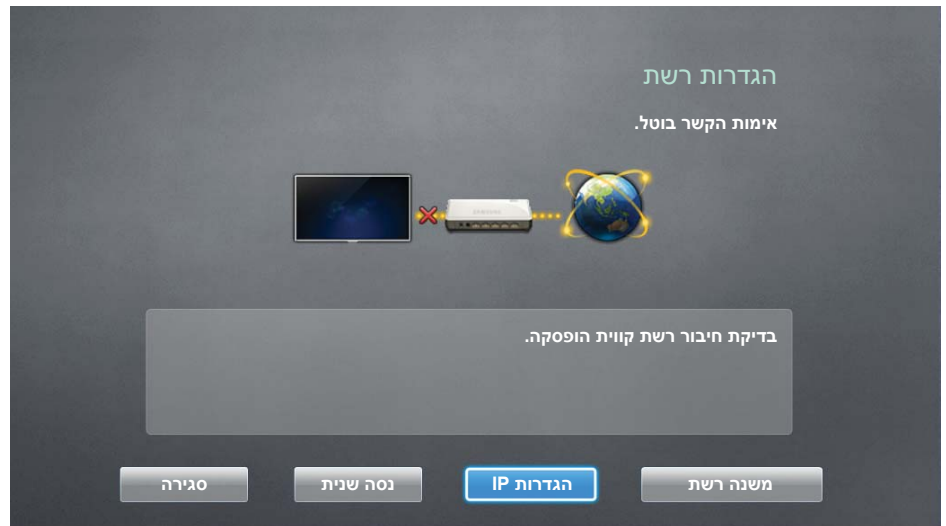 הגדרות רשת
אימות הקשר בוטל.
בדיקת חיבור רשת קווית הופסקה.
משנה רשת
הגדרות IP
נסה שנית
סגירה